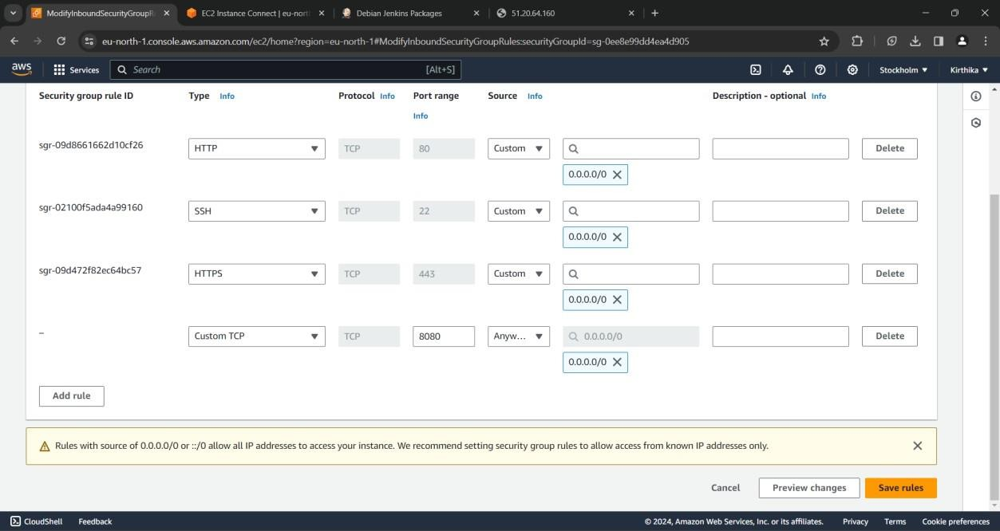 ModifyInboundSecurityGroupRu
EC2 Instance Connect | eu-nort
Debian Jenkins Packages
51.20.64.160
eu-north-1.console.aws.amazon.com/ec2/home?region=eu-north-1#ModifyInboundSecurityGroupRules:securityGroupId=sg-0ee8e99dd4ea4d905
aws Services Search [Alt+S] Stockholm Kirthika
Security group rule ID Type Info Protocol Info Port range Source Info Description - optional Info
Info
sgr-09d8661662d10cf26 HTTP TCP 80 Custom Delete
0.0.0.0/0
sgr-02100f5ada4a99160 SSH TCP 22 Custom Delete
0.0.0.0/0
sgr-09d472f82ec64bc57 HTTPS TCP 443 Custom Delete
0.0.0.0/0
– Custom TCP TCP 8080 Anyw... 0.0.0.0/0 Delete
0.0.0.0/0
Add rule
Rules with source of 0.0.0.0/0 or ::/0 allow all IP addresses to access your instance. We recommend setting security group rules to allow access from known IP addresses only.
Cancel Preview changes Save rules
CloudShell Feedback © 2024, Amazon Web Services, Inc. or its affiliates. Privacy Terms Cookie preferences